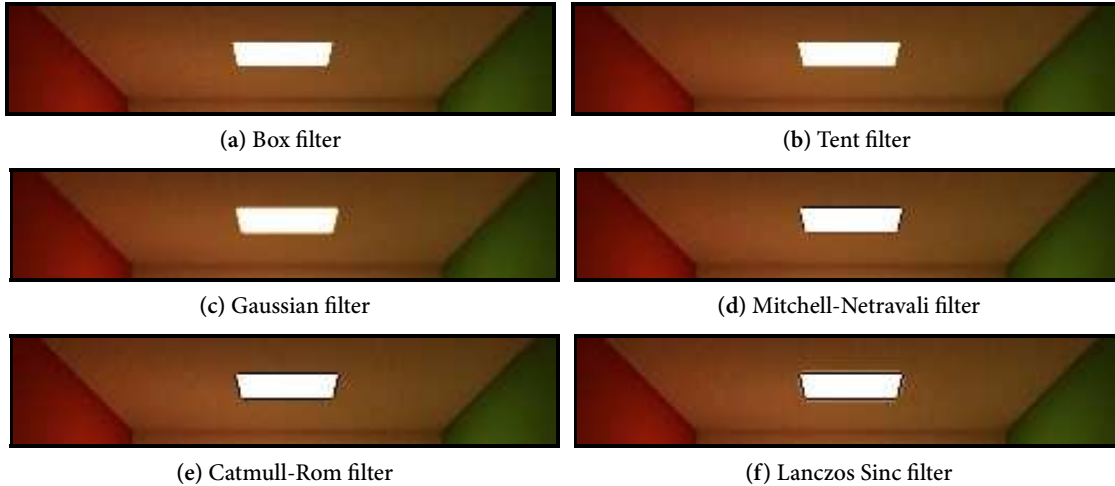 (a) Box filter
(b) Tent filter
(c) Gaussian filter
(d) Mitchell-Netravali filter
(e) Catmull-Rom filter
(f) Lanczos Sinc filter